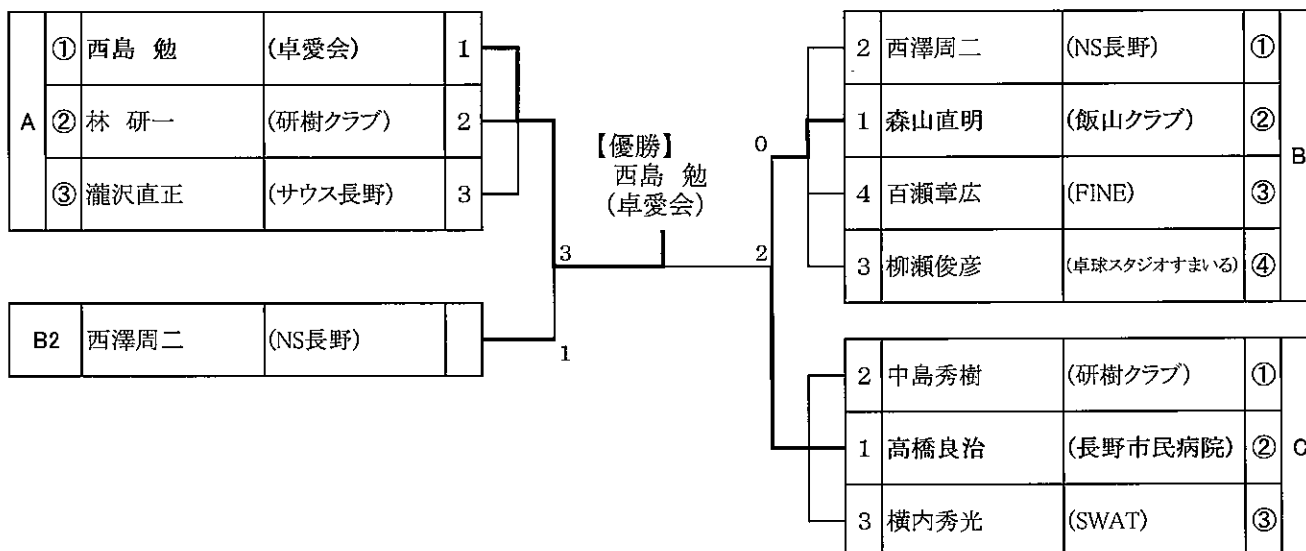 A
① 西島 勉 (卓愛会) 1
② 林 研一 (研樹クラブ) 2
③ 瀧沢直正 (サウス長野) 3
B2 西澤周二 (NS長野)
3
1
【優勝】
西島 勉
(卓愛会)
0
2
2 西澤周二 (NS長野) ①
1 森山直明 (飯山クラブ) ②
4 百瀬章広 (FINE) ③
3 柳瀬俊彦 (卓球スタジオすまいる) ④
B
2 中島秀樹 (研樹クラブ) ①
1 高橋良治 (長野市民病院) ②
3 横内秀光 (SWAT) ③
C